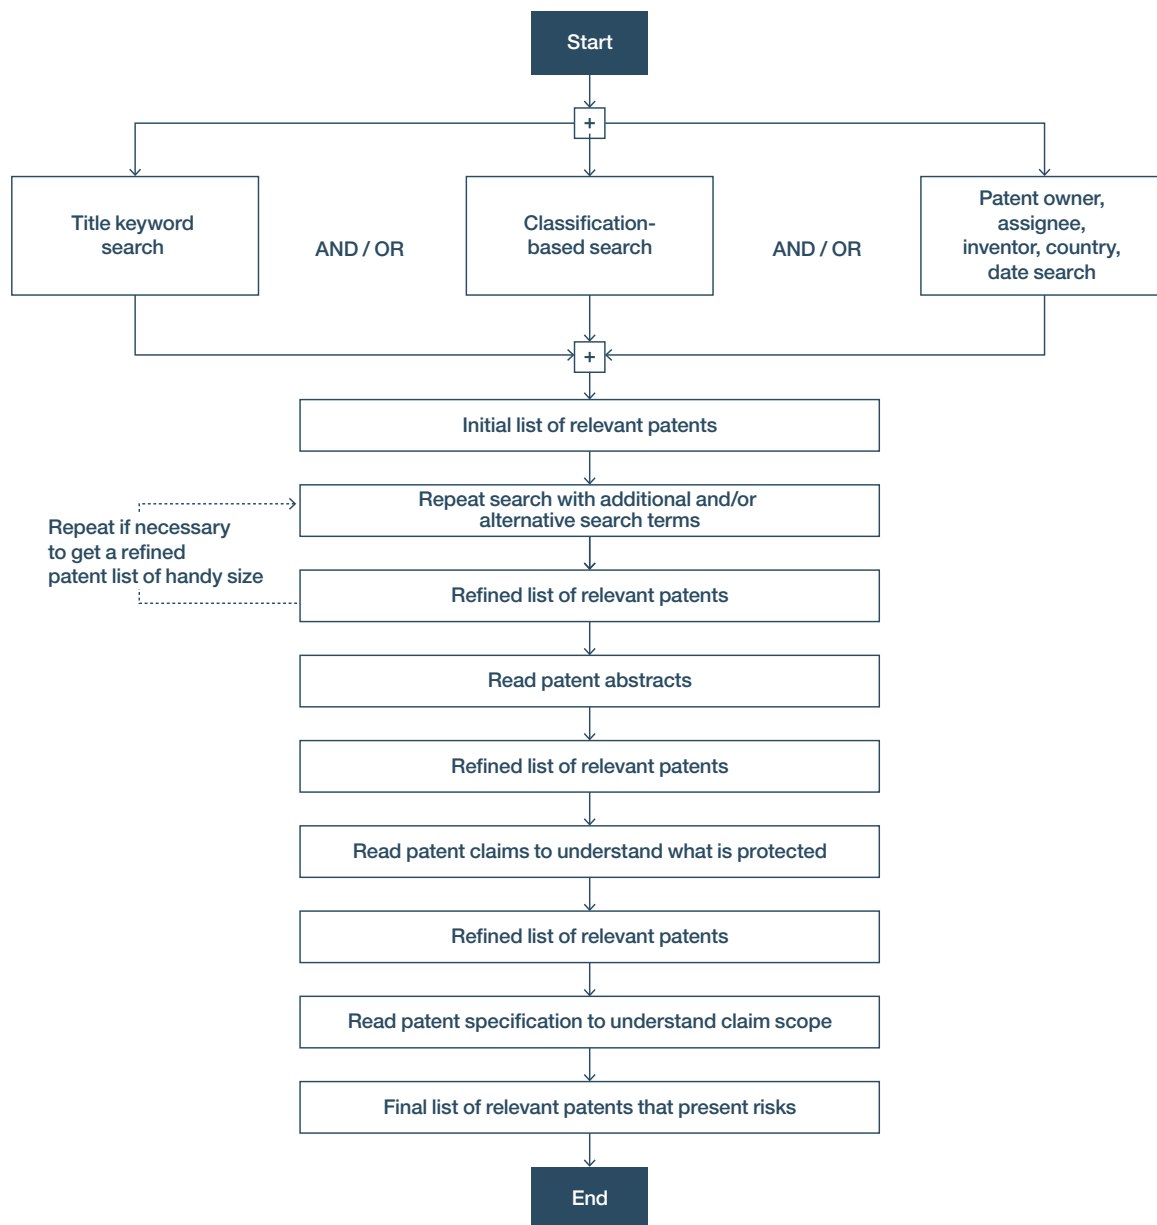 Start
+
Title keyword
search
AND / OR
Classification-
based search
AND / OR
Patent owner,
assignee,
inventor, country,
date search
+
Initial list of relevant patents
Repeat search with additional and/or
alternative search terms
Repeat if necessary
to get a refined
patent list of handy size
Refined list of relevant patents
Read patent abstracts
Refined list of relevant patents
Read patent claims to understand what is protected
Refined list of relevant patents
Read patent specification to understand claim scope
Final list of relevant patents that present risks
End